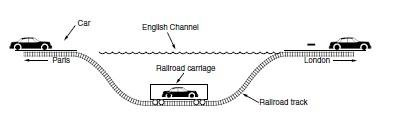 Car
English Channel
Paris
London
Railroad carriage
Railroad track